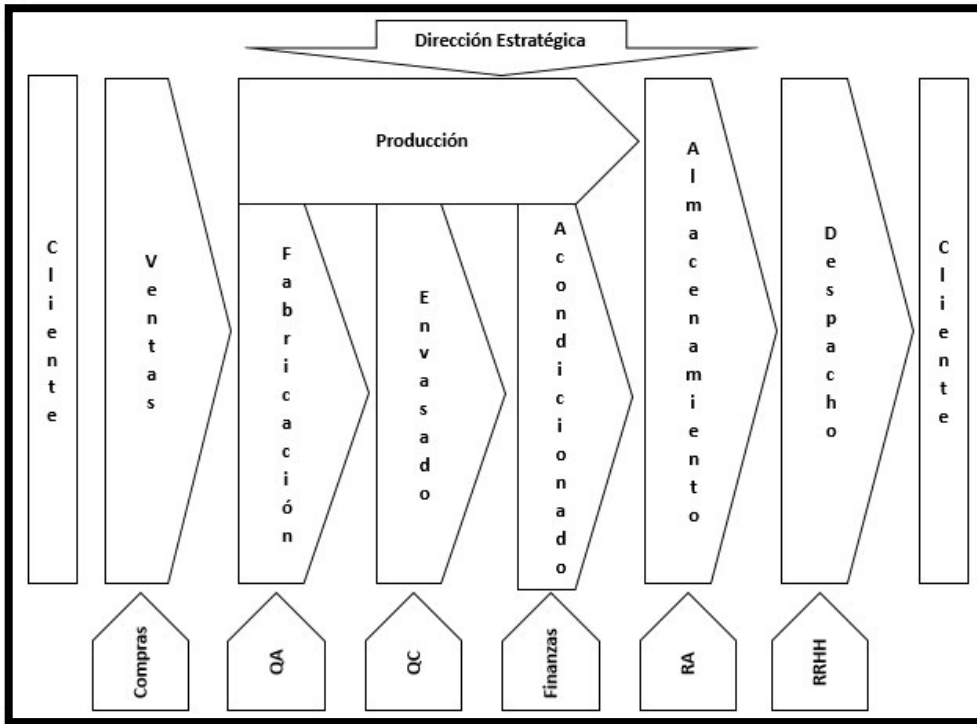 Dirección Estratégica
Producción
Cliente
Ventas
Fabricación
Envasado
Acondicionado
Almacenamiento
Despacho
Cliente
Compras
QA
QC
Finanzas
RA
RRHH